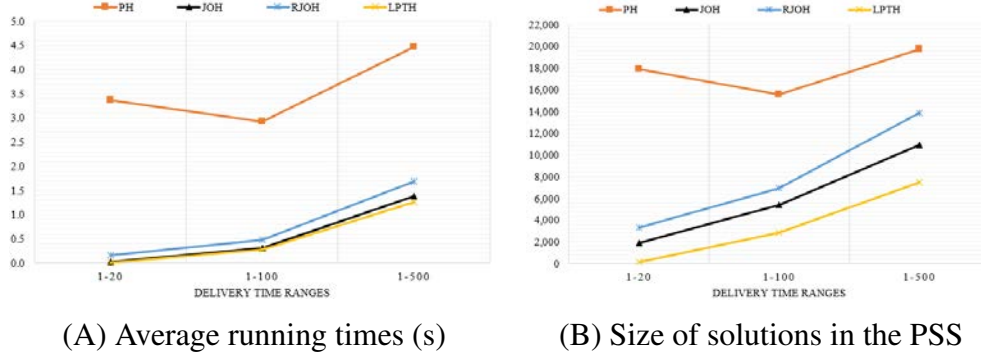 PH JOH RJOH LPTH
5.0
4.5
4.0
3.5
3.0
2.5
2.0
1.5
1.0
0.5
0.0
1-20 1-100 1-500
DELIVERY TIME RANGES
(A) Average running times (s)
PH JOH RJOH LPTH
22,000
20,000
18,000
16,000
14,000
12,000
10,000
8,000
6,000
4,000
2,000
0
1-20 1-100 1-500
DELIVERY TIME RANGES
(B) Size of solutions in the PSS